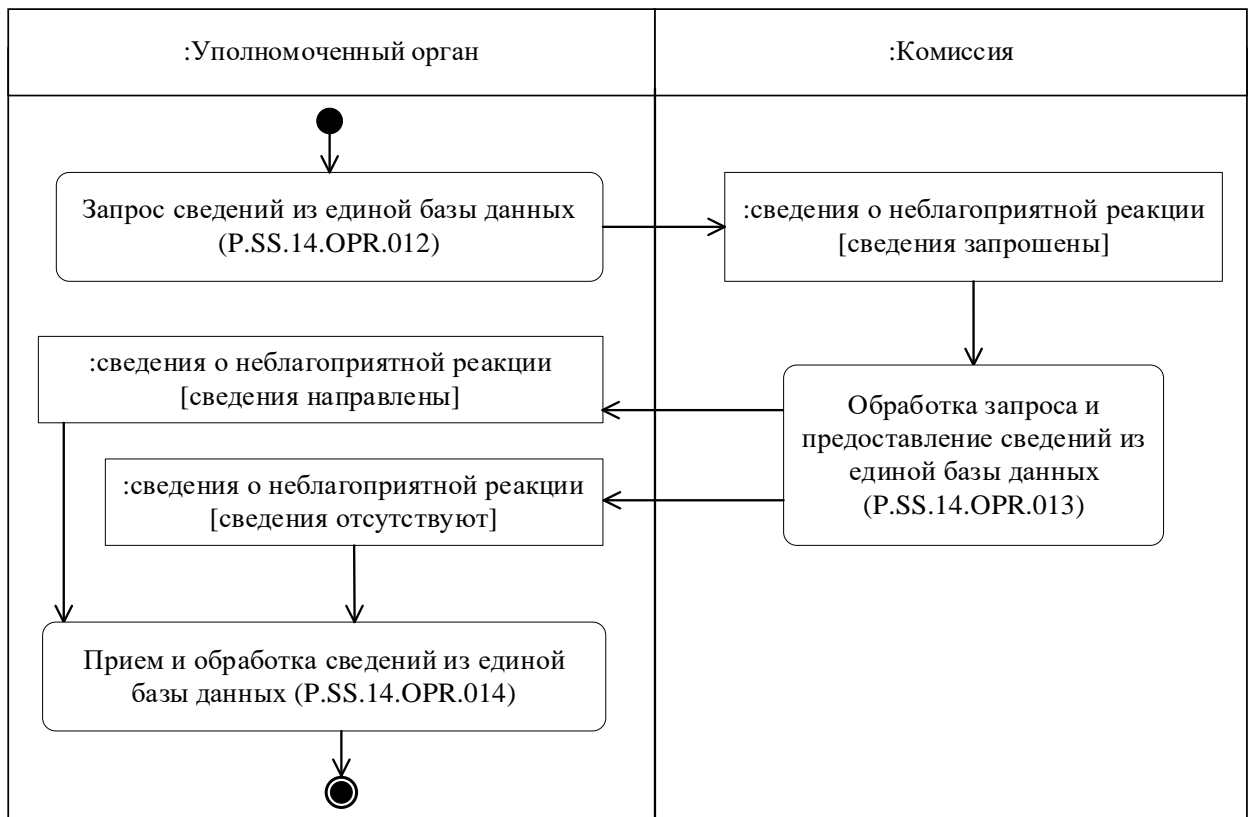 :Уполномоченный орган
:Комиссия
Запрос сведений из единой базы данных
(P.SS.14.OPR.012)
:сведения о неблагоприятной реакции
[сведения запрошены]
:сведения о неблагоприятной реакции
[сведения направлены]
Обработка запроса и
предоставление сведений из
единой базы данных
(P.SS.14.OPR.013)
:сведения о неблагоприятной реакции
[сведения отсутствуют]
Прием и обработка сведений из единой
базы данных (P.SS.14.OPR.014)